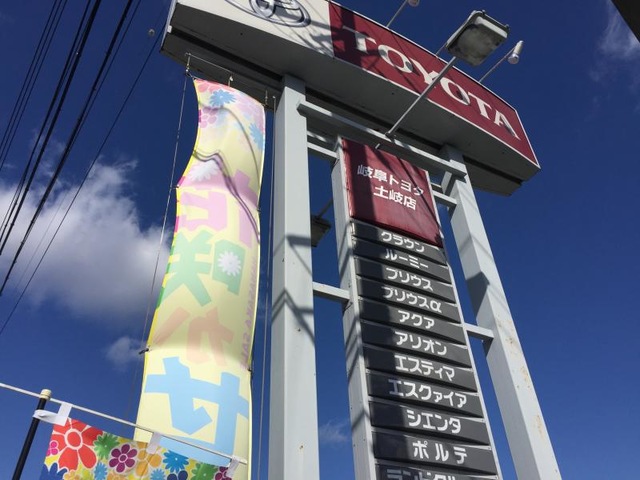 TOYOTA
岐阜トヨタ
土岐店
クラウン
ルーミー
プリウス
プリウスα
アクア
アリオン
エスティマ
エスクァイア
シエンタ
ポルテ